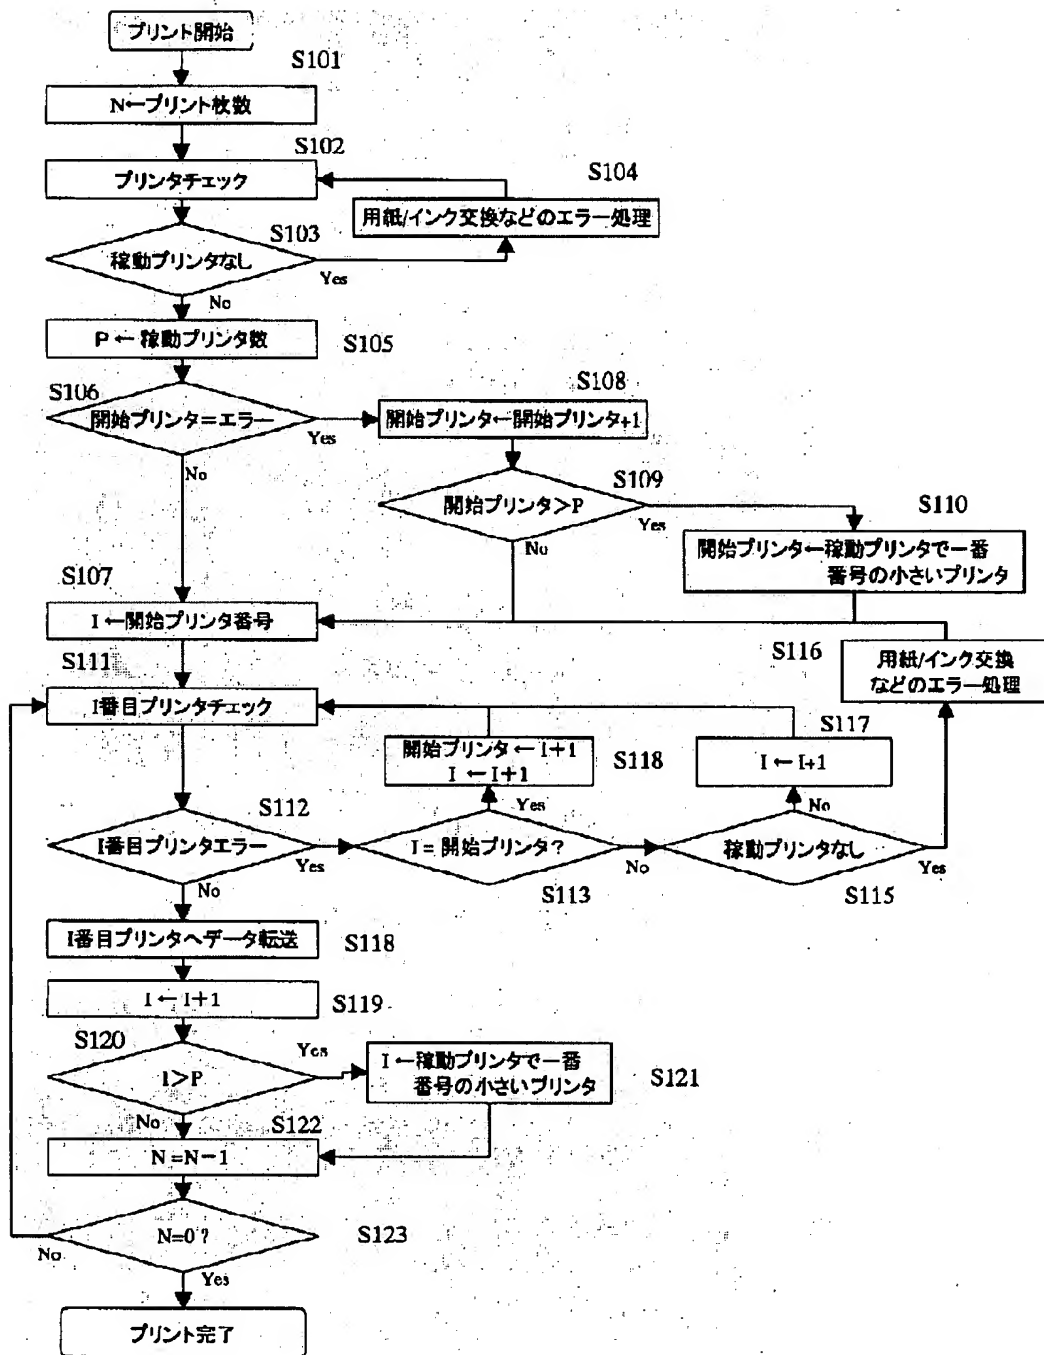 プリント開始
S101
N←プリント枚数
S102
プリンタチェック
S104
用紙/インク交換などのエラー処理
S103
稼動プリンタなし
Yes
No
P ← 稼動プリンタ数
S105
S106
開始プリンタ＝エラー
Yes
No
S108
開始プリンタ←開始プリンタ+1
S109
開始プリンタ＞P
Yes
No
S110
開始プリンタ←稼動プリンタで一番
番号の小さいプリンタ
S107
I ←開始プリンタ番号
S116
用紙/インク交換
などのエラー処理
S111
I番目プリンタチェック
開始プリンタ ← I+1
I ← I+1
S118
S117
I ← I+1
S112
I番目プリンタエラー
Yes
No
I = 開始プリンタ?
Yes
No
S113
稼動プリンタなし
No
Yes
S115
I番目プリンタへデータ転送
S118
I ← I+1
S119
S120
I＞P
Yes
No
I ←稼動プリンタで一番
番号の小さいプリンタ
S121
S122
N=N－1
N=0 ?
S123
No
Yes
プリント完了